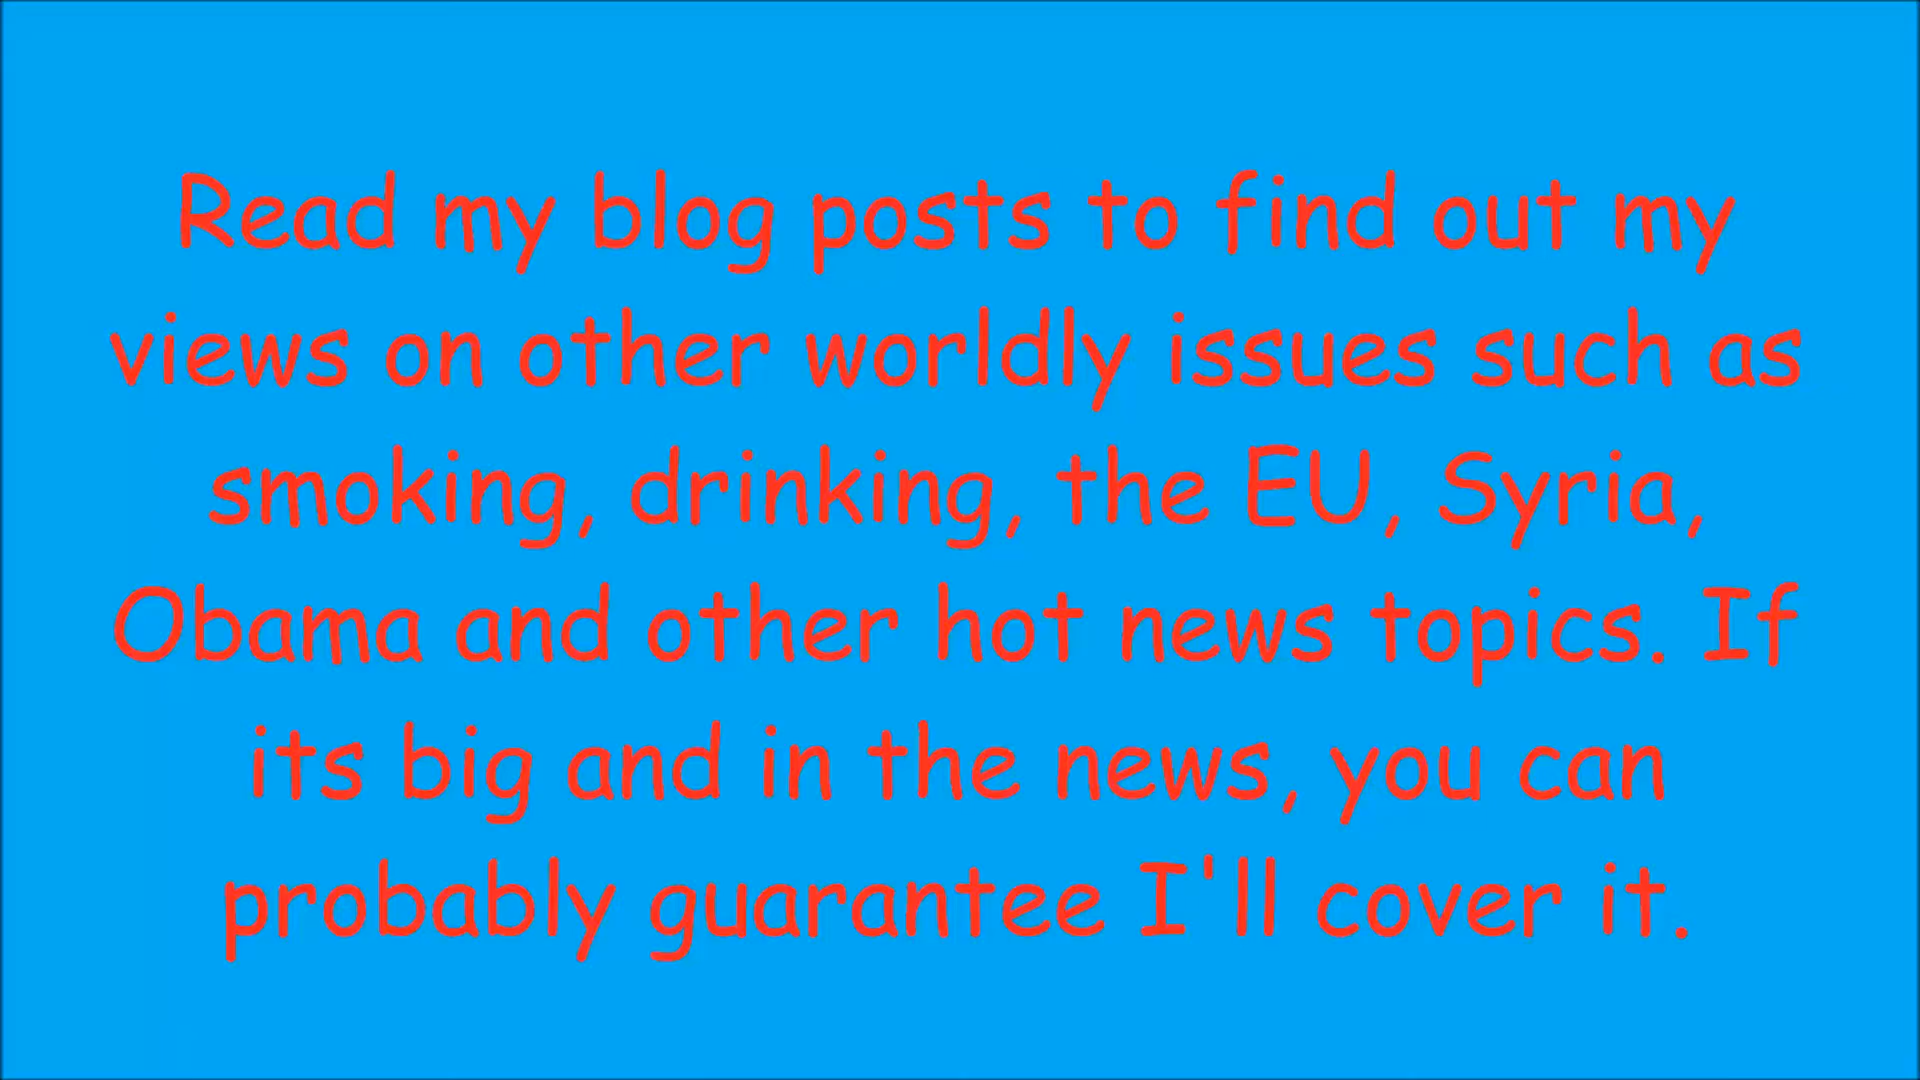 Read my blog posts to find out my
views on other worldly issues such as
smoking, drinking, the EU, Syria,
Obama and other hot news topics. If
its big and in the news, you can
probably guarantee I'll cover it.